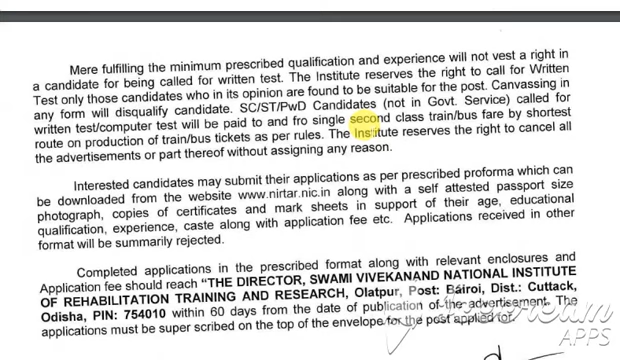 Mere fulfilling the minimum prescribed qualification and experience will not vest a right in
a candidate for being called for written test. The Institute reserves the right to call for Written
Test only those candidates who in its opinion are found to be suitable for the post. Canvassing in
any form will disqualify candidate. SC/ST/PwD Candidates (not in Govt. Service) called for
written test/computer test will be paid to and fro single second class train/bus fare by shortest
route on production of train/bus tickets as per rules. The Institute reserves the right to cancel all
the advertisements or part thereof without assigning any reason.
Interested candidates may submit their applications as per prescribed proforma which can
be downloaded from the website www.nirtar.nic.in along with a self attested passport size
photograph, copies of certificates and mark sheets in support of their age, educational
qualification, experience, caste along with application fee etc. Applications received in other
format will be summarily rejected.
Completed applications in the prescribed format along with relevant enclosures and
Application fee should reach "THE DIRECTOR, SWAMI VIVEKANAND NATIONAL INSTITUTE
OF REHABILITATION TRAINING AND RESEARCH, Olatpur, Post: Bairoi, Dist.: Cuttack,
Odisha, PIN: 754010 within 60 days from the date of publication of the advertisement. The
applications must be super scribed on the top of the envelope for the post applied of.
APPS